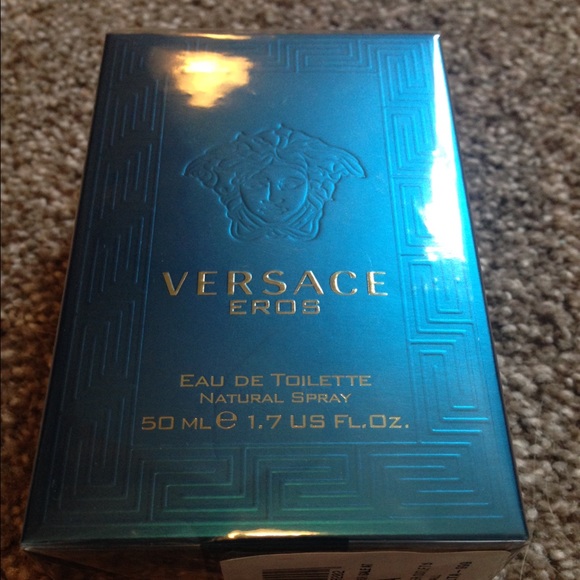 VERSACE
EROS
EAU DE TOILETTE
NATURAL SPRAY
50 ML e 1.7 US FL.OZ.